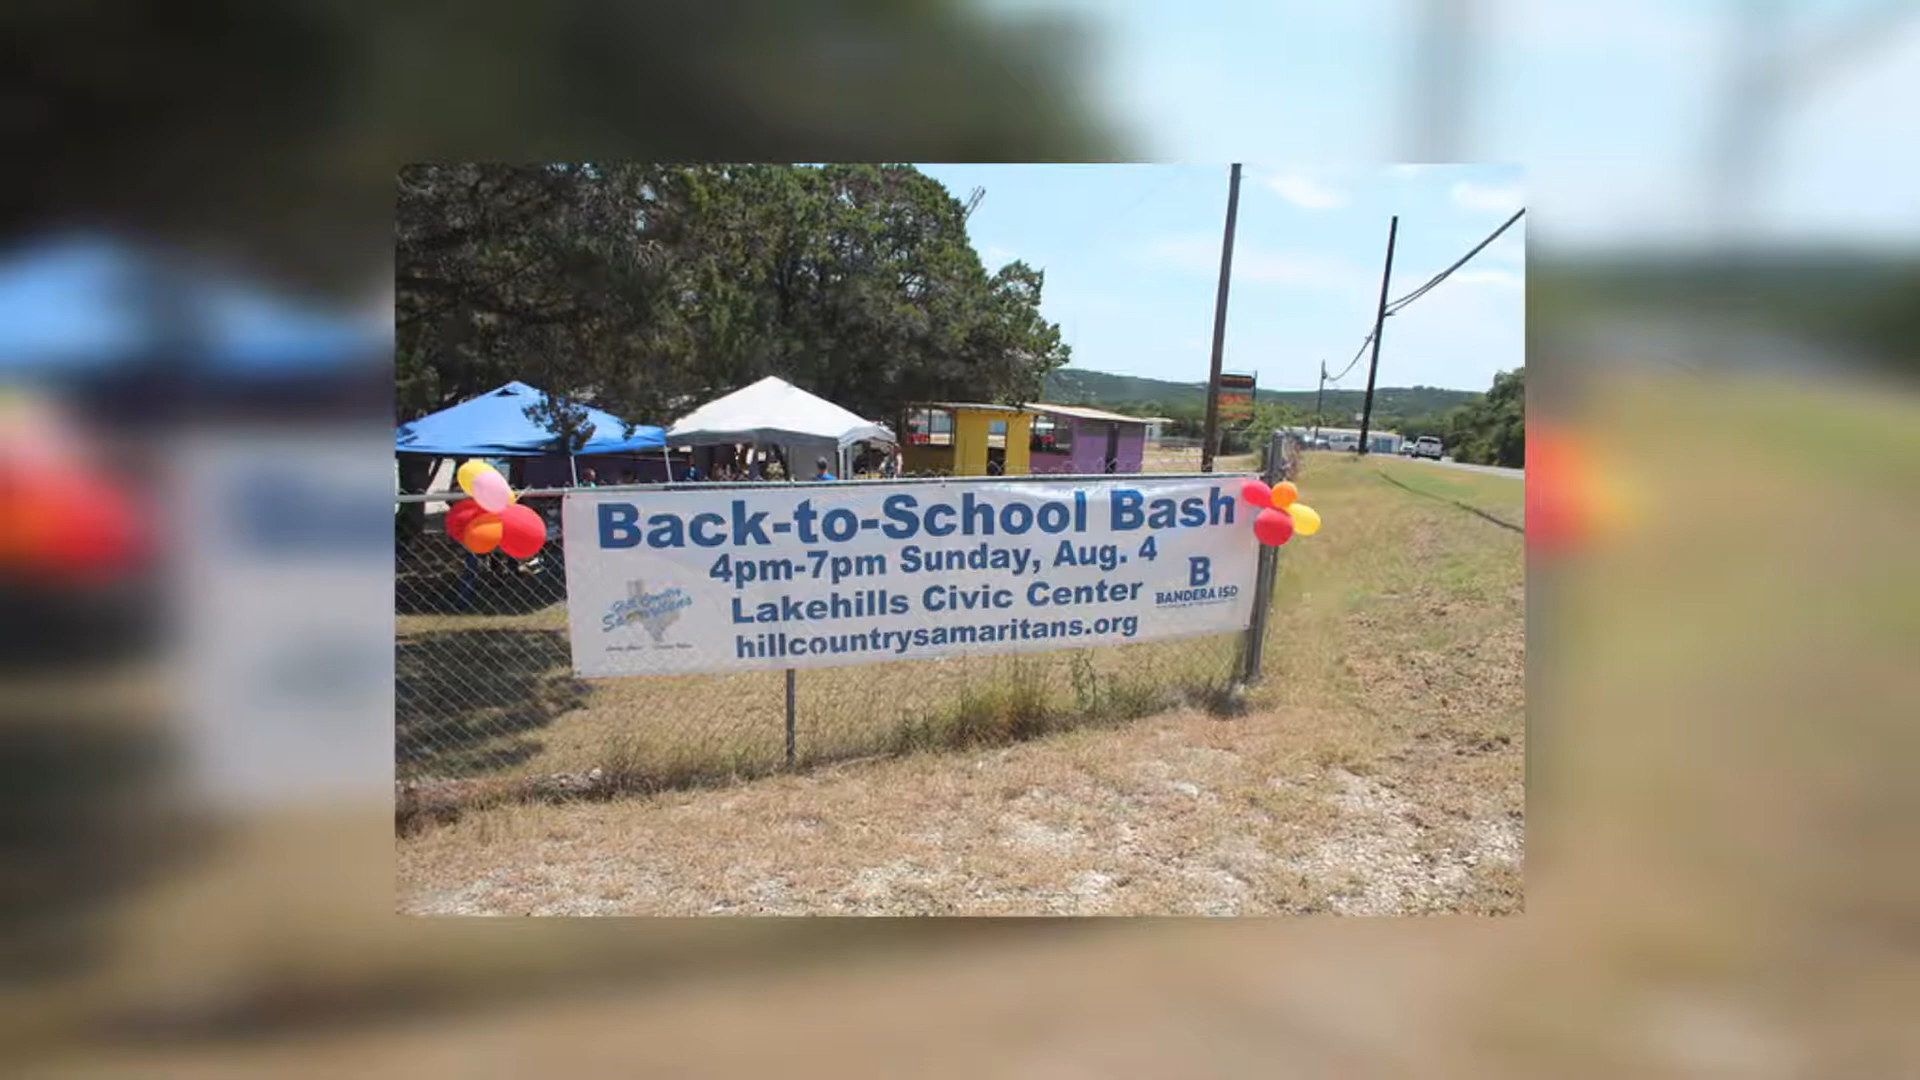 Back-to-School Bash
4pm-7pm Sunday, Aug. 4
Lakehills Civic Center
hillcountrysamaritans.org
Hill Country
Samaritans
B
BANDERA ISD